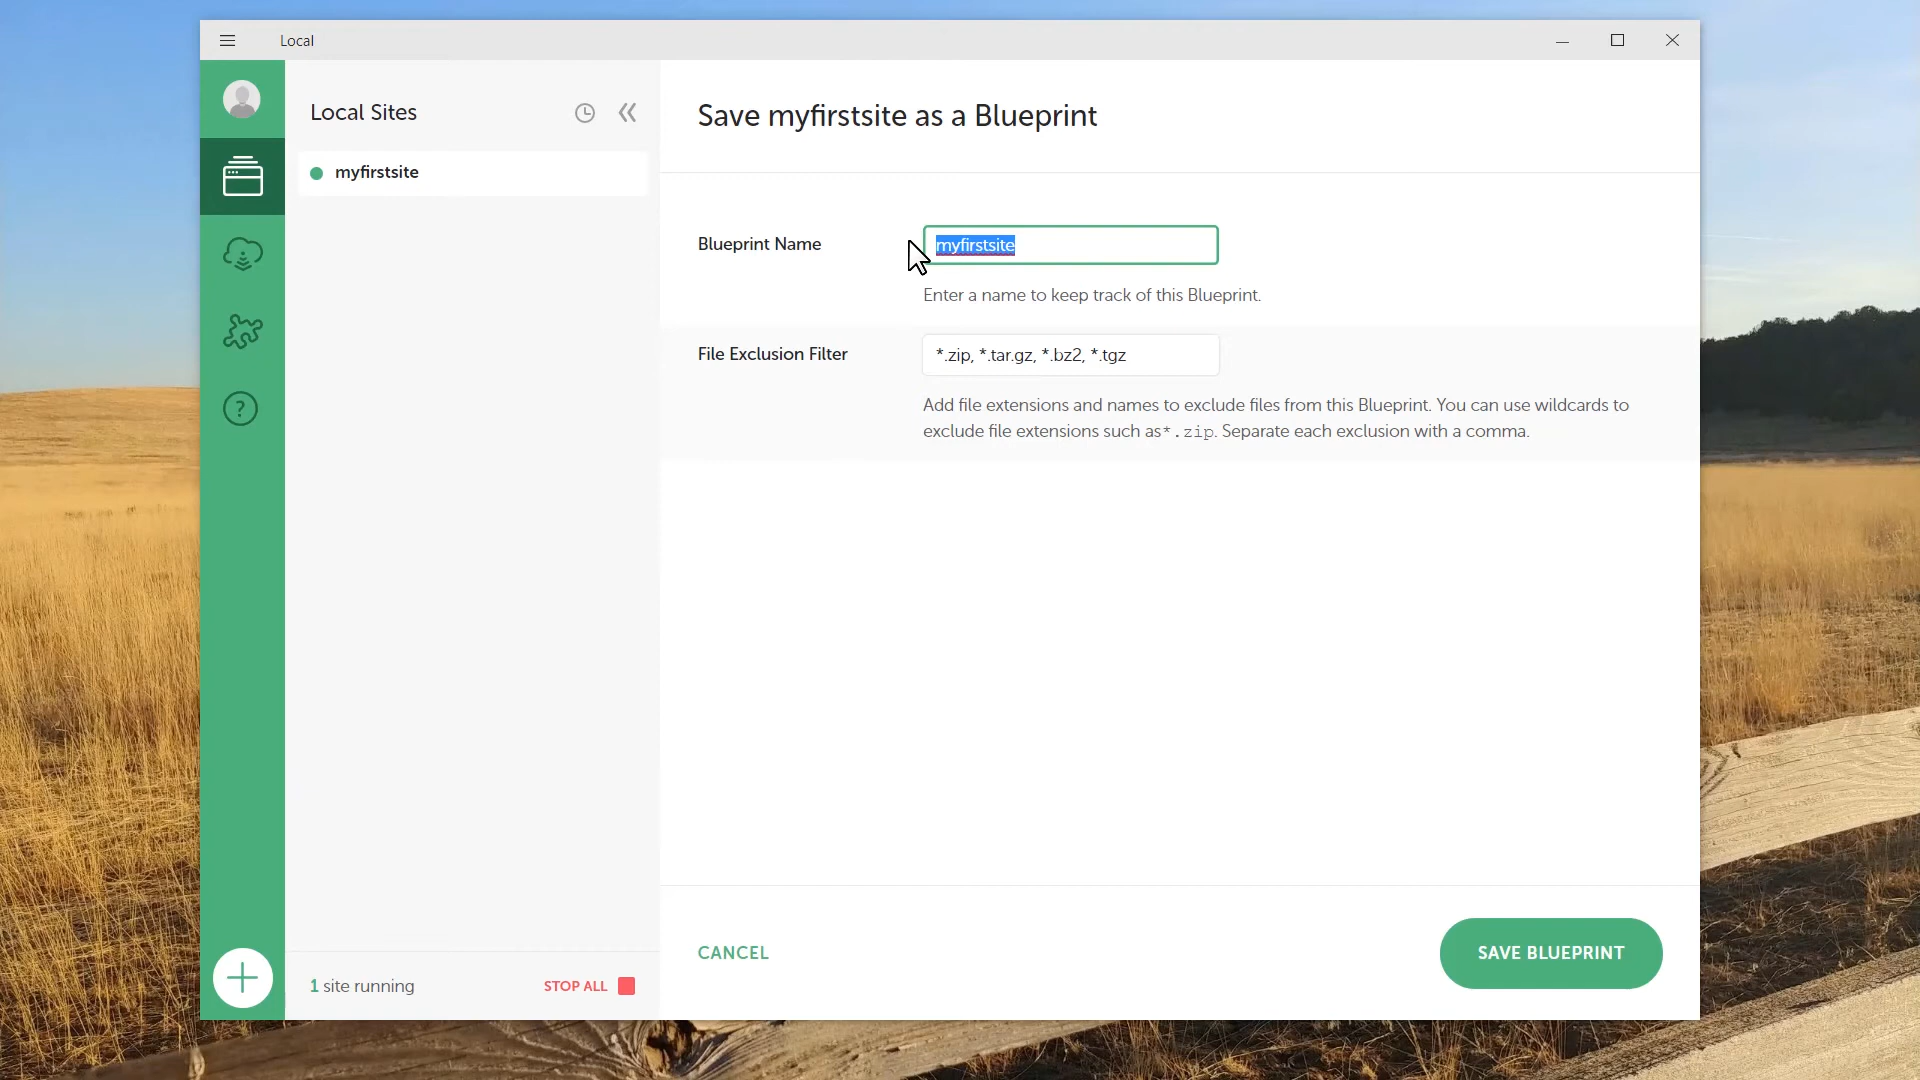 Local
Local Sites
myfirstsite
1 site running
STOP ALL
Save myfirstsite as a Blueprint
Blueprint Name
myfirstsite
Enter a name to keep track of this Blueprint.
File Exclusion Filter
*.zip, *.tar.gz, *.bz2, *.tgz
Add file extensions and names to exclude files from this Blueprint. You can use wildcards to
exclude file extensions such as*.zip. Separate each exclusion with a comma.
CANCEL
SAVE BLUEPRINT